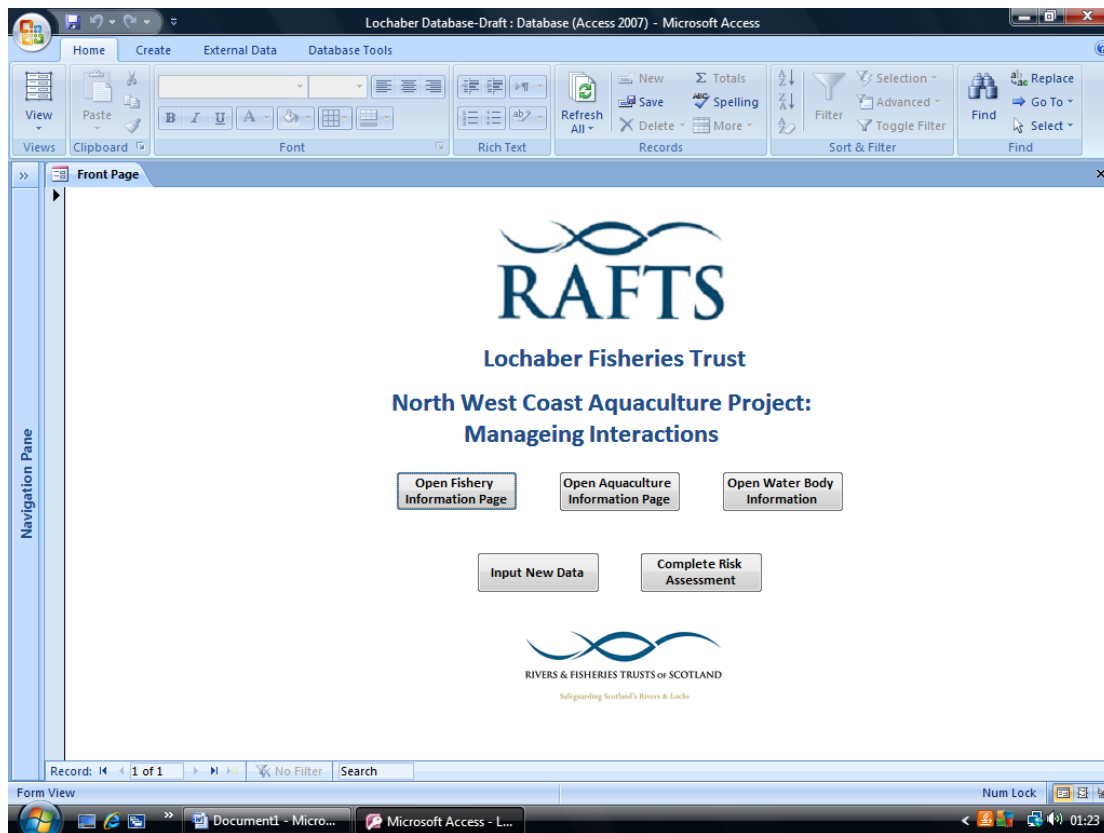 Lochaber Database-Draft : Database (Access 2007) - Microsoft Access
Home Create External Data Database Tools
View
Paste
Refresh All
New
Save
Delete
Totals
Spelling
More
Filter
Selection
Advanced
Toggle Filter
Find
Replace
Go To
Select
Views Clipboard Font Rich Text Records Sort & Filter Find
Front Page
Navigation Pane
RAFTS
Lochaber Fisheries Trust
North West Coast Aquaculture Project:
Manageing Interactions
Open Fishery
Information Page
Open Aquaculture
Information Page
Open Water Body
Information
Input New Data
Complete Risk
Assessment
RIVERS & FISHERIES TRUSTS OF SCOTLAND
Safeguarding Scotland's Rivers & Lochs
Record: 1 of 1 No Filter Search
Form View Num Lock
Document1 - Micro... Microsoft Access - L... 01:23